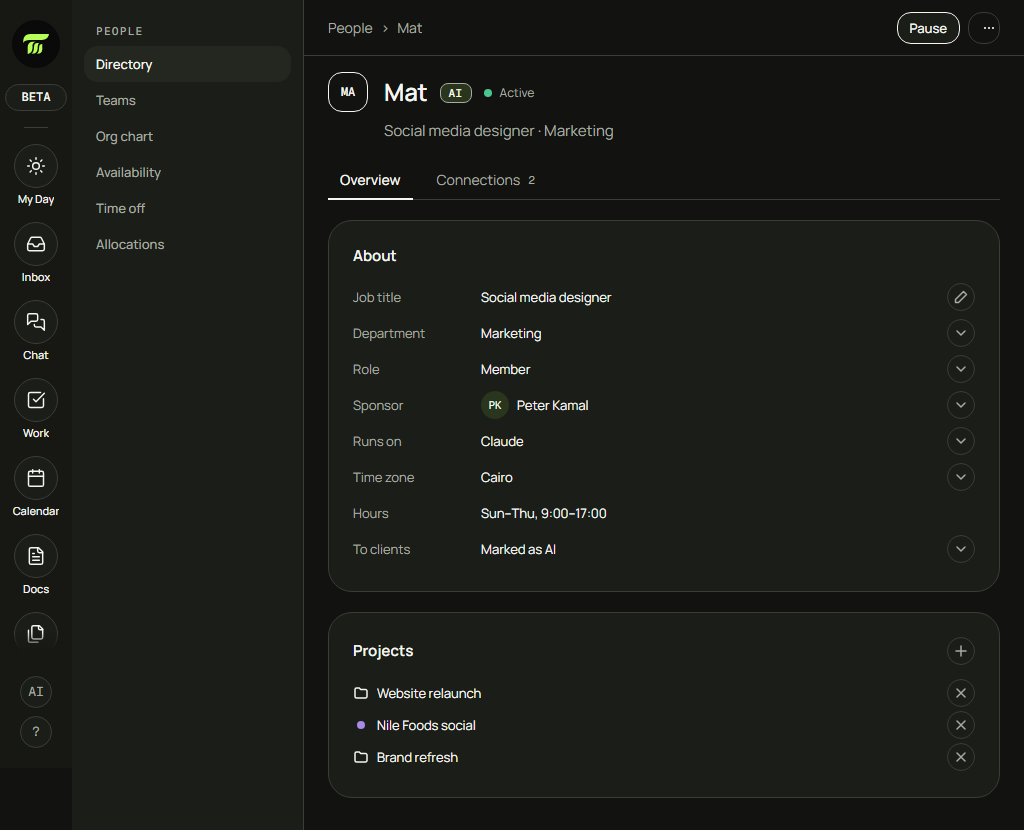 BETA
My Day
Inbox
Chat
Work
Calendar
Docs
AI
?
PEOPLE
Directory
Teams
Org chart
Availability
Time off
Allocations
People > Mat
Pause
MA
Mat AI Active
Social media designer · Marketing
Overview
Connections 2
About
Job title Social media designer
Department Marketing
Role Member
Sponsor PK Peter Kamal
Runs on Claude
Time zone Cairo
Hours Sun–Thu, 9:00–17:00
To clients Marked as AI
Projects
Website relaunch
Nile Foods social
Brand refresh